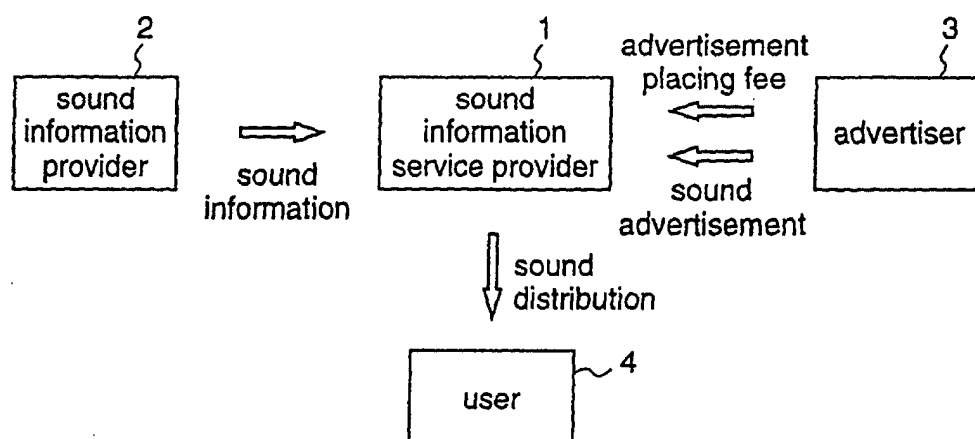 2
sound
information
provider
sound
information
1
sound
information
service provider
advertisement
placing fee
sound
advertisement
3
advertiser
sound
distribution
4
user